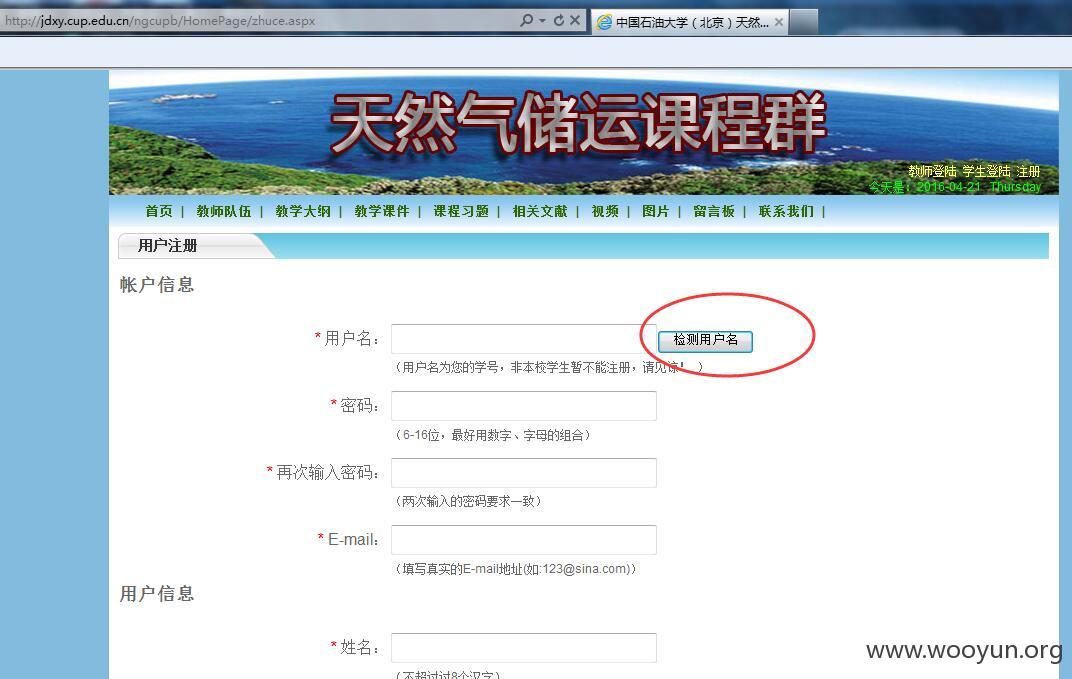 http://jdxy.cup.edu.cn/ngcupb/HomePage/zhuce.aspx
中国石油大学（北京）天然...
天然气储运课程群
教师登陆 学生登陆 注册
今天是：2016-04-21 Thursday
首页 | 教师队伍 | 教学大纲 | 教学课件 | 课程习题 | 相关文献 | 视频 | 图片 | 留言板 | 联系我们 |
用户注册
帐户信息
*用户名： 检测用户名
（用户名为您的学号，非本校学生暂不能注册，请见谅！ ）
*密码：
（6-16位，最好用数字、字母的组合）
*再次输入密码：
（两次输入的密码要求一致）
*E-mail：
（填写真实的E-mail地址(如:123@sina.com)）
用户信息
*姓名：
（不超过过8个汉字）
www.wooyun.org